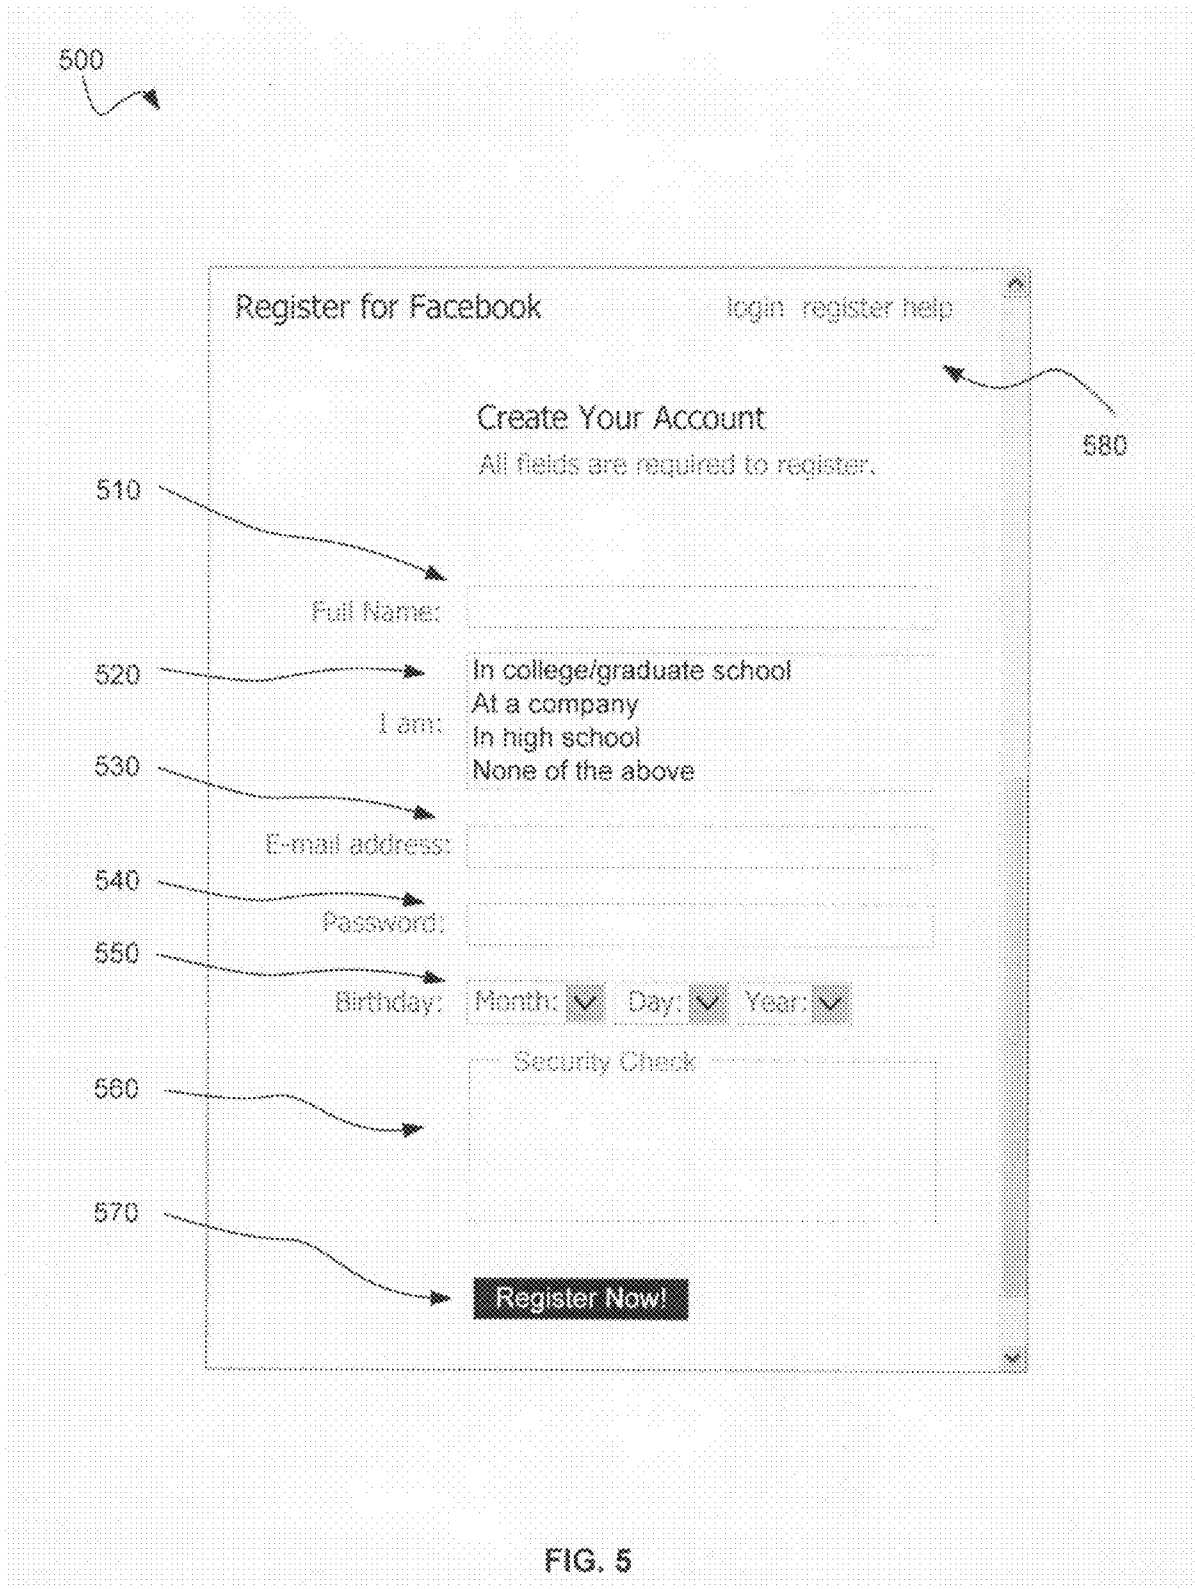 500
Register for Facebook login register help
Create Your Account
580
All fields are required to register.
510
Full Name:
520
In college/graduate school
At a company
I am:
In high school
530
None of the above
E-mail address:
540
Password:
550
Birthday: Month: Day: Year:
Security Check
560
570
Register Now!
FIG. 5